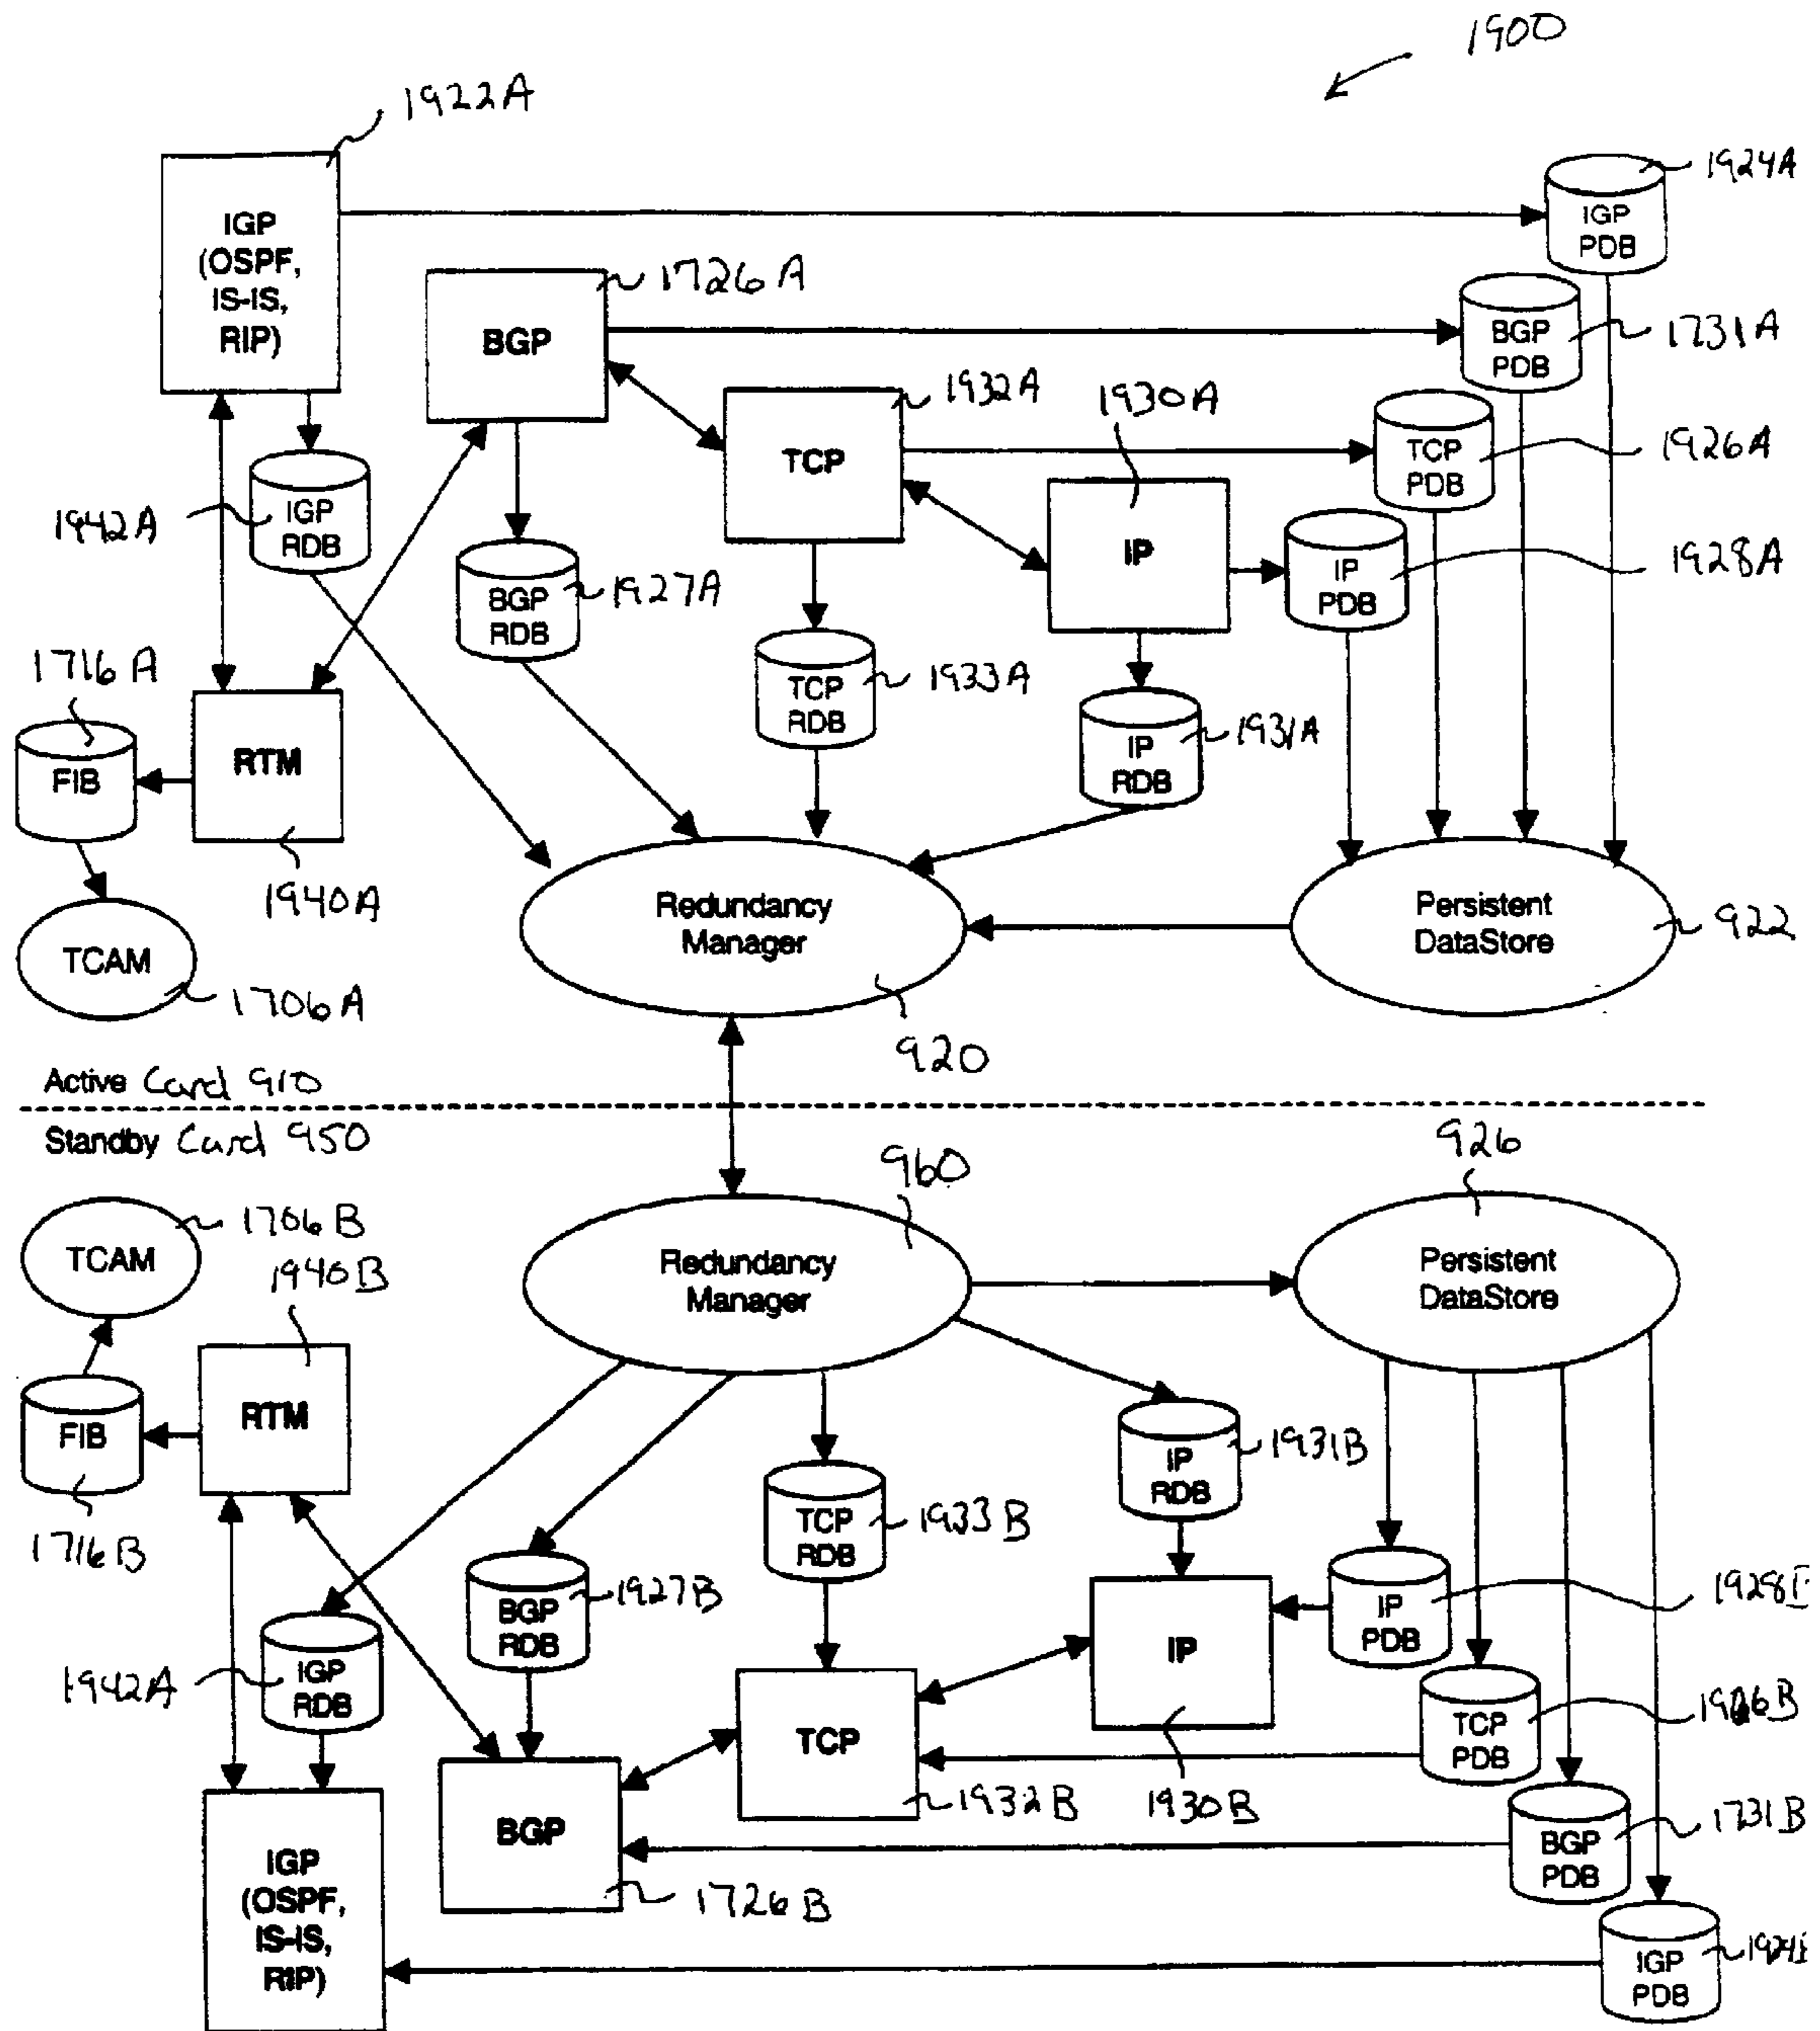 1900
1922A
1924A
IGP
(OSPF,
IS-IS,
RIP)
IGP
PDB
1726A
BGP
BGP
PDB
1731A
1932A
1930A
TCP
TCP
PDB
1926A
1942A
IGP
RDB
IP
IP
PDB
1928A
BGP
RDB
1927A
1716A
TCP
RDB
1933A
FIB
RTM
IP
RDB
1931A
1940A
Redundancy
Manager
Persistent
DataStore
922
TCAM
1706A
920
Active Card 910
Standby Card 950
960
926
1706B
TCAM
1940B
Redundancy
Manager
Persistent
DataStore
RTM
FIB
IP
RDB
1931B
1716B
TCP
RDB
1933B
BGP
RDB
1927B
IP
PDB
IP
1942A
IGP
RDB
TCP
TCP
PDB
1932B
1930B
BGP
BGP
PDB
1731B
1726B
IGP
(OSPF,
IS-IS,
RIP)
IGP
PDB